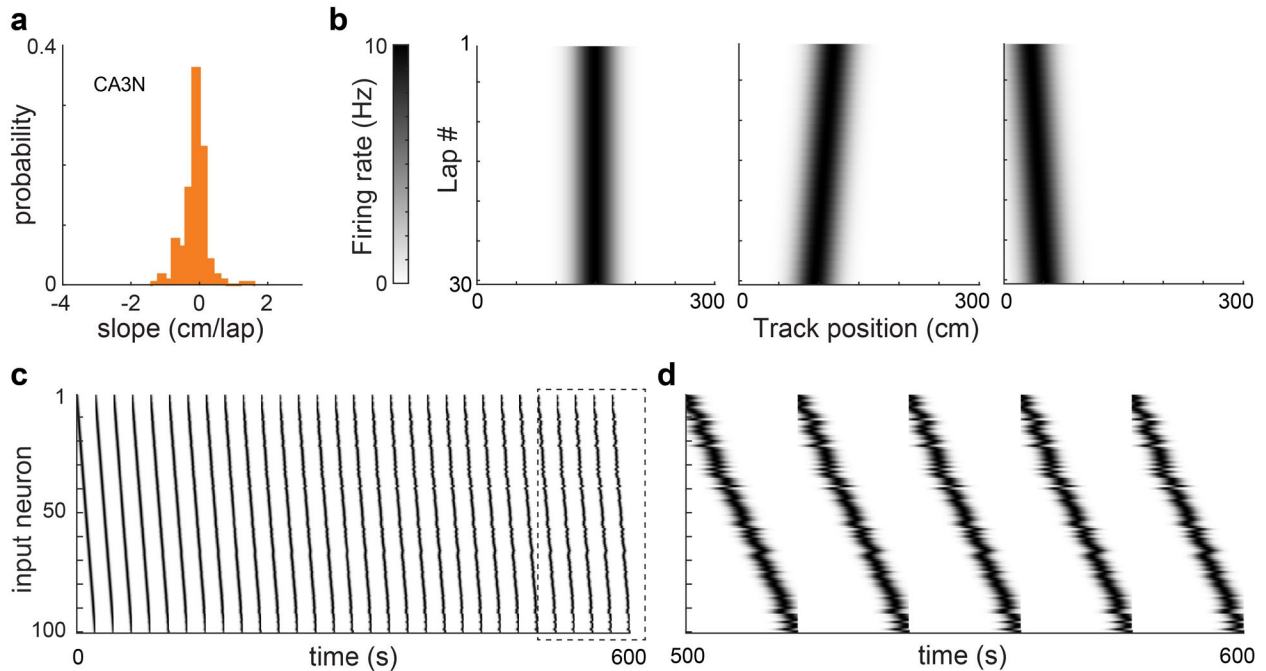 a
0.4
CA3N
probability
0
-4
-2
0
2
slope (cm/lap)
b
10
Firing rate (Hz)
0
1
Lap #
30
0
300
0
300
0
300
Track position (cm)
c
1
50
100
input neuron
0
time (s)
600
d
500
time (s)
600